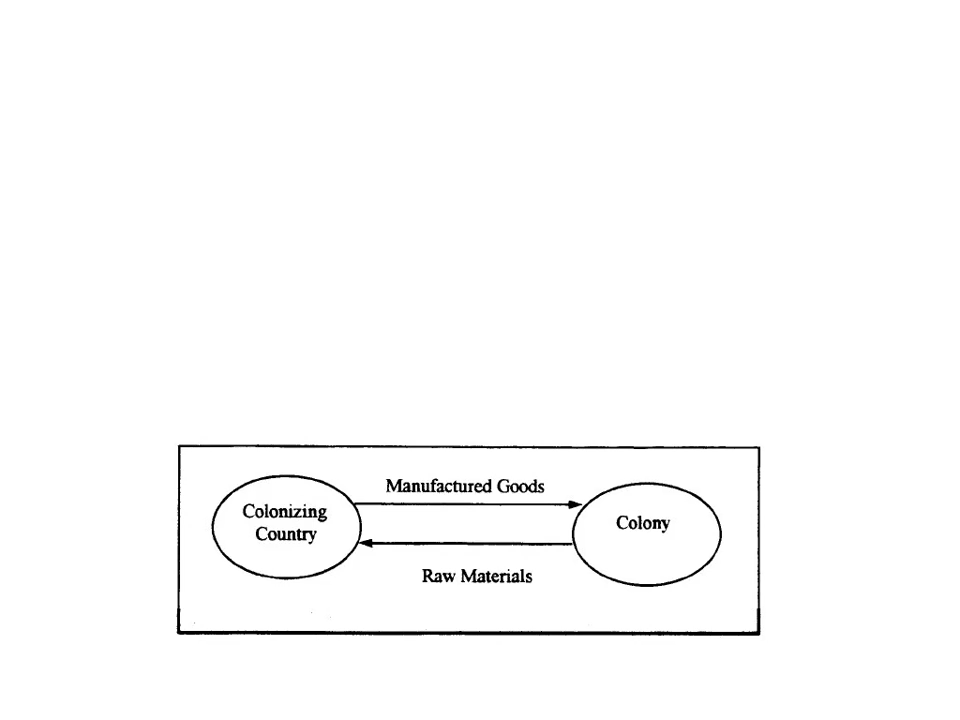 Manufactured Goods
Colonizing
Country
Colony
Raw Materials